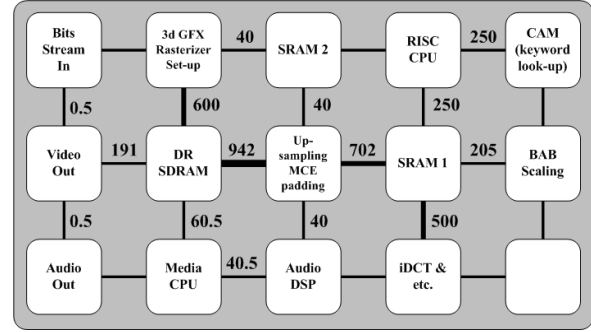 Bits
Stream
In
3d GFX
Rasterizer
Set-up
40
SRAM 2
RISC
CPU
250
CAM
(keyword
look-up)
0.5
600
40
250
Video
Out
191
DR
SDRAM
942
Up-
sampling
MCE
padding
702
SRAM 1
205
BAB
Scaling
0.5
60.5
40
500
Audio
Out
Media
CPU
40.5
Audio
DSP
iDCT &
etc.